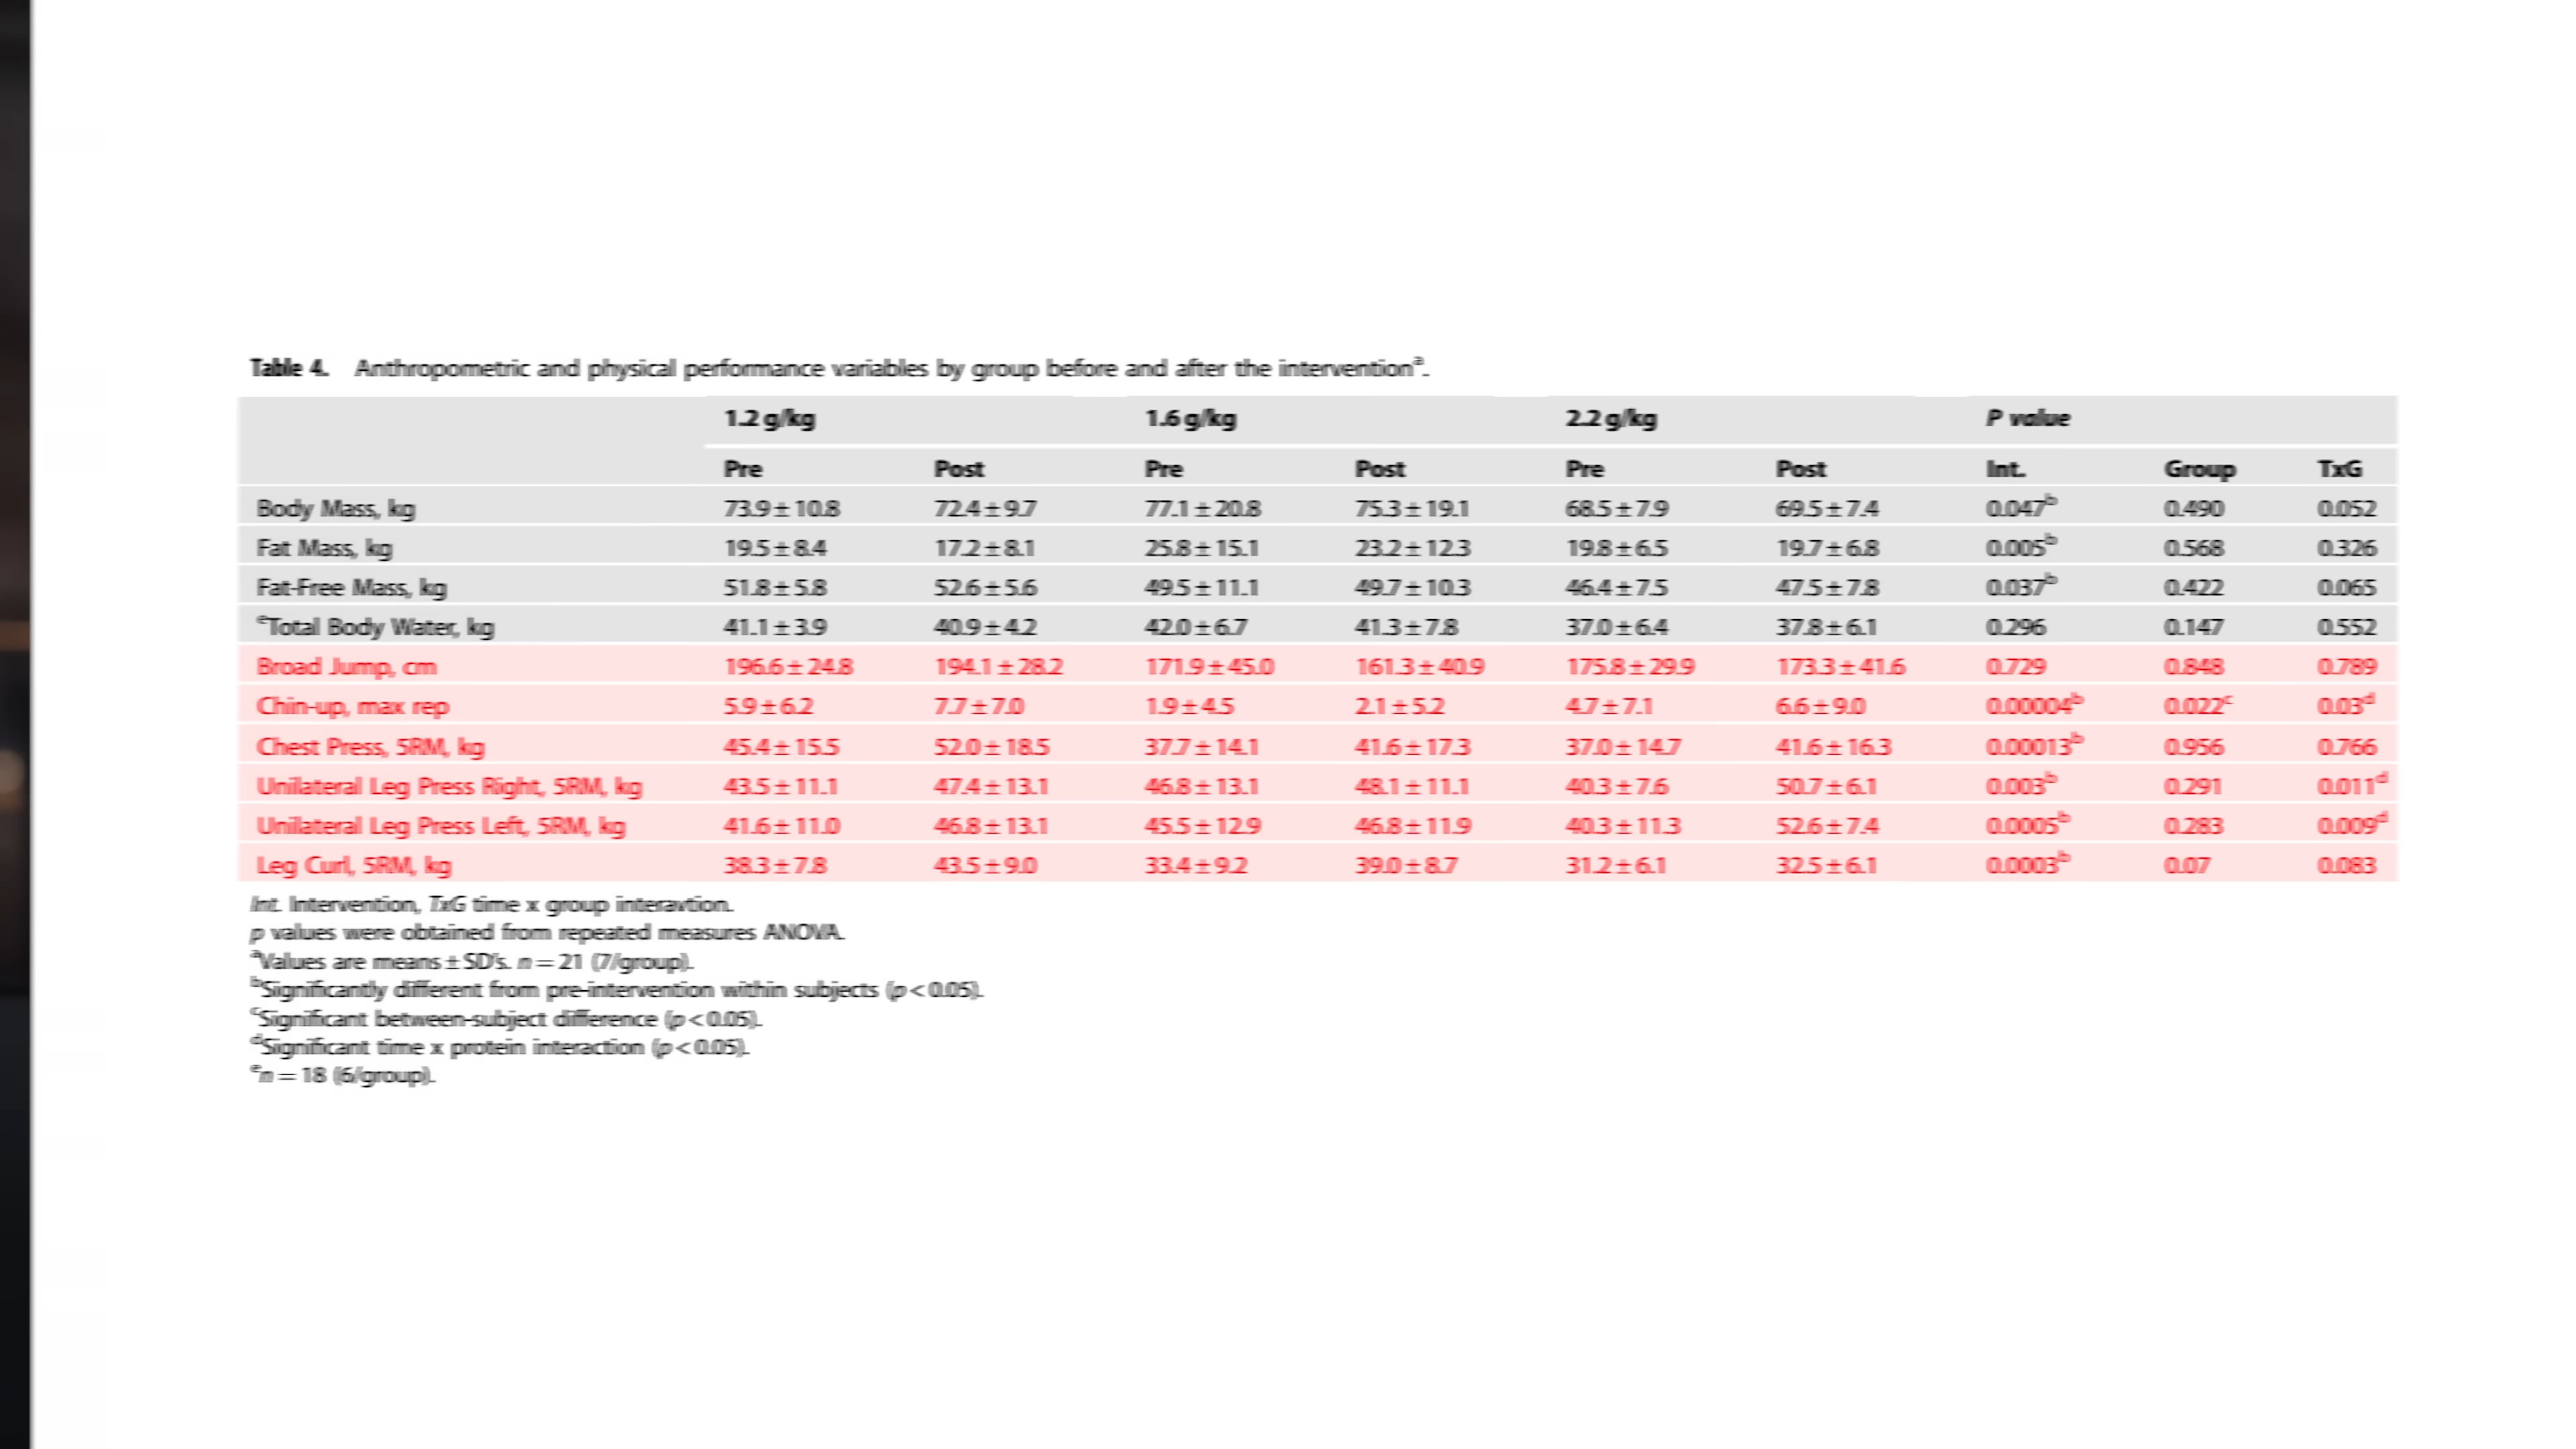 Table 4. Anthropometric and physical performance variables by group before and after the interventionᵃ.
1.2 g/kg 1.6 g/kg 2.2 g/kg P value
Pre Post Pre Post Pre Post Int. Group TxG
Body Mass, kg 73.9 ± 10.8 72.4 ± 9.7 77.1 ± 20.8 75.3 ± 19.1 68.5 ± 7.9 69.5 ± 7.4 0.047ᵇ 0.490 0.052
Fat Mass, kg 19.5 ± 8.4 17.2 ± 8.1 25.8 ± 15.1 23.2 ± 12.3 19.8 ± 6.5 19.7 ± 6.8 0.005ᵇ 0.568 0.326
Fat-Free Mass, kg 51.8 ± 5.8 52.6 ± 5.6 49.5 ± 11.1 49.7 ± 10.3 46.4 ± 7.5 47.5 ± 7.8 0.037ᵇ 0.422 0.065
ᵉTotal Body Water, kg 41.1 ± 3.9 40.9 ± 4.2 42.0 ± 6.7 41.3 ± 7.8 37.0 ± 6.4 37.8 ± 6.1 0.296 0.147 0.552
Broad Jump, cm 196.6 ± 24.8 194.1 ± 28.2 171.9 ± 45.0 161.3 ± 40.9 175.8 ± 29.9 173.3 ± 41.6 0.729 0.848 0.789
Chin-up, max rep 5.9 ± 6.2 7.7 ± 7.0 1.9 ± 4.5 2.1 ± 5.2 4.7 ± 7.1 6.6 ± 9.0 0.00004ᵇ 0.022ᶜ 0.03ᵈ
Chest Press, 5RM, kg 45.4 ± 15.5 52.0 ± 18.5 37.7 ± 14.1 41.6 ± 17.3 37.0 ± 14.7 41.6 ± 16.3 0.00013ᵇ 0.956 0.766
Unilateral Leg Press Right, 5RM, kg 43.5 ± 11.1 47.4 ± 13.1 46.8 ± 13.1 48.1 ± 11.1 40.3 ± 7.6 50.7 ± 6.1 0.003ᵇ 0.291 0.011ᵈ
Unilateral Leg Press Left, 5RM, kg 41.6 ± 11.0 46.8 ± 13.1 45.5 ± 12.9 46.8 ± 11.9 40.3 ± 11.3 52.6 ± 7.4 0.0005ᵇ 0.283 0.009ᵈ
Leg Curl, 5RM, kg 38.3 ± 7.8 43.5 ± 9.0 33.4 ± 9.2 39.0 ± 8.7 31.2 ± 6.1 32.5 ± 6.1 0.0003ᵇ 0.07 0.083
Int. Intervention, TxG time x group interavtion.
p values were obtained from repeated measures ANOVA.
ᵃValues are means ± SD's. n = 21 (7/group).
ᵇSignificantly different from pre-intervention within subjects (p < 0.05).
ᶜSignificant between-subject difference (p < 0.05).
ᵈSignificant time x protein interaction (p < 0.05).
ᵉn = 18 (6/group).